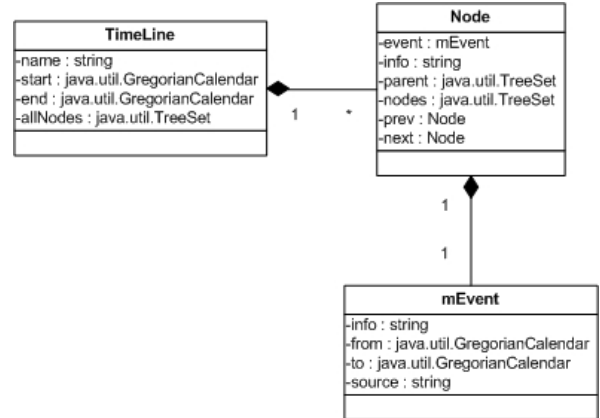 TimeLine
-name : string
-start : java.util.GregorianCalendar
-end : java.util.GregorianCalendar
-allNodes : java.util.TreeSet
1
*
Node
-event : mEvent
-info : string
-parent : java.util.TreeSet
-nodes : java.util.TreeSet
-prev : Node
-next : Node
1
1
mEvent
-info : string
-from : java.util.GregorianCalendar
-to : java.util.GregorianCalendar
-source : string